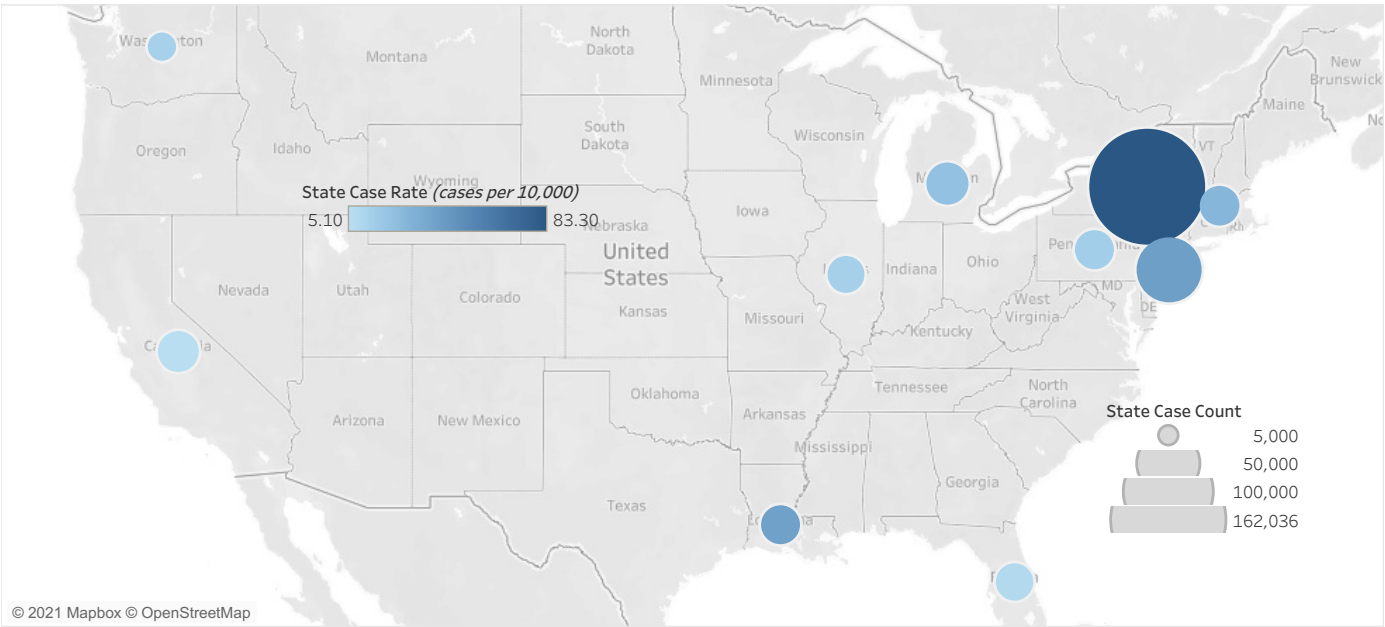 Montana
North
Dakota
Minnesota
New
Brunswick
Maine
South
Dakota
Wisconsin
Oregon
Idaho
VT
Wyoming
State Case Rate (cases per 10,000)
5.10
83.30
Nebraska
Iowa
United
States
Indiana
Ohio
MD
DE
Nevada
Utah
Colorado
Kansas
Missouri
West
Virginia
Kentucky
Oklahoma
Arkansas
Tennessee
North
Carolina
Arizona
New Mexico
Mississippi
Georgia
Texas
State Case Count
5,000
50,000
100,000
162,036
© 2021 Mapbox © OpenStreetMap